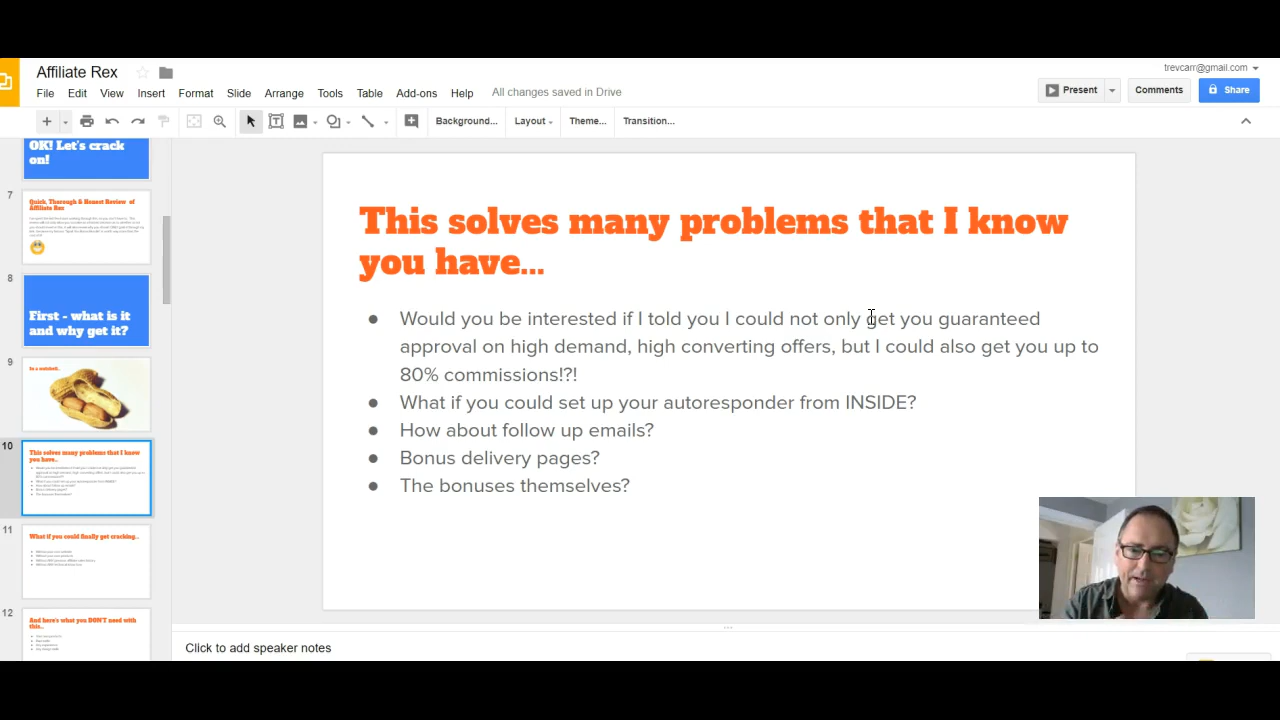 Affiliate Rex
trevcarr@gmail.com
File Edit View Insert Format Slide Arrange Tools Table Add-ons Help All changes saved in Drive
Present Comments Share
Background... Layout Theme... Transition...
OK! Let's crack
on!
7
Quick, Thorough & Honest Review of
Affiliate Rex
8
First - what is it
and why get it?
9
In a nutshell..
10
This solves many problems that I know
you have..
11
What if you could finally get cracking..
12
And here's what you DON'T need with
this..
This solves many problems that I know
you have...
● Would you be interested if I told you I could not only get you guaranteed
approval on high demand, high converting offers, but I could also get you up to
80% commissions!?!
● What if you could set up your autoresponder from INSIDE?
● How about follow up emails?
● Bonus delivery pages?
● The bonuses themselves?
Click to add speaker notes